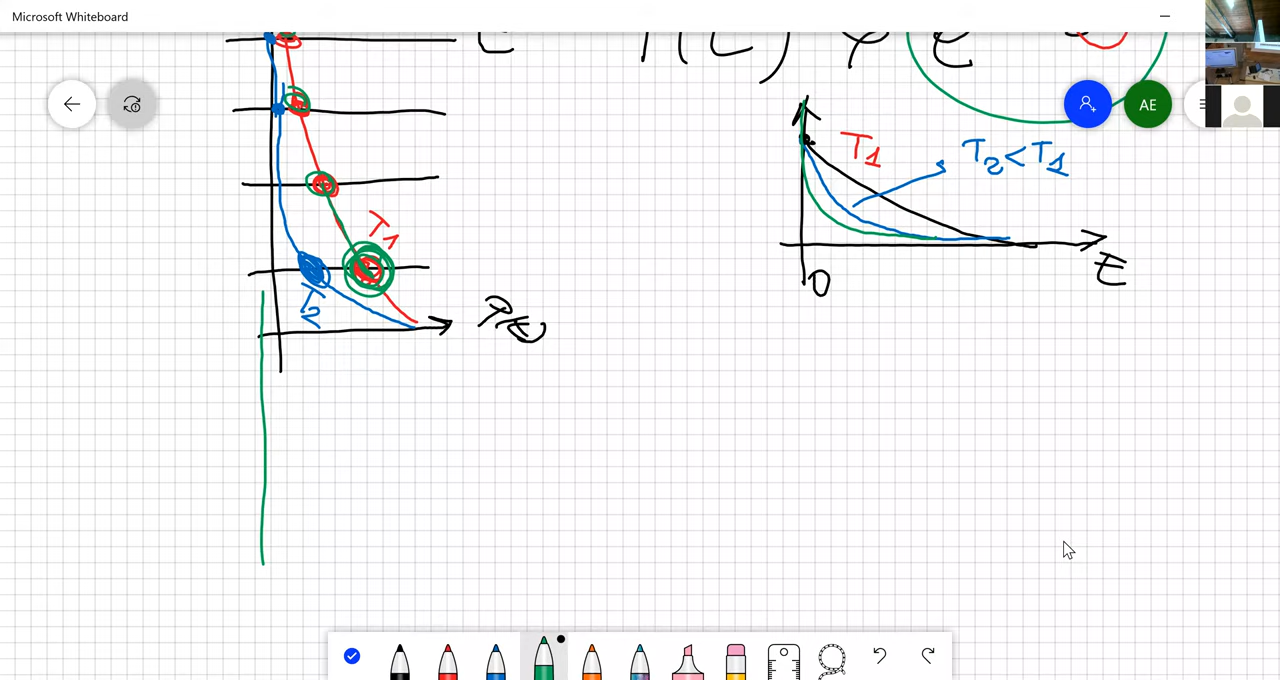 Microsoft Whiteboard
AE
T₁
T₂ < T₁
T₁
T₂
E
0